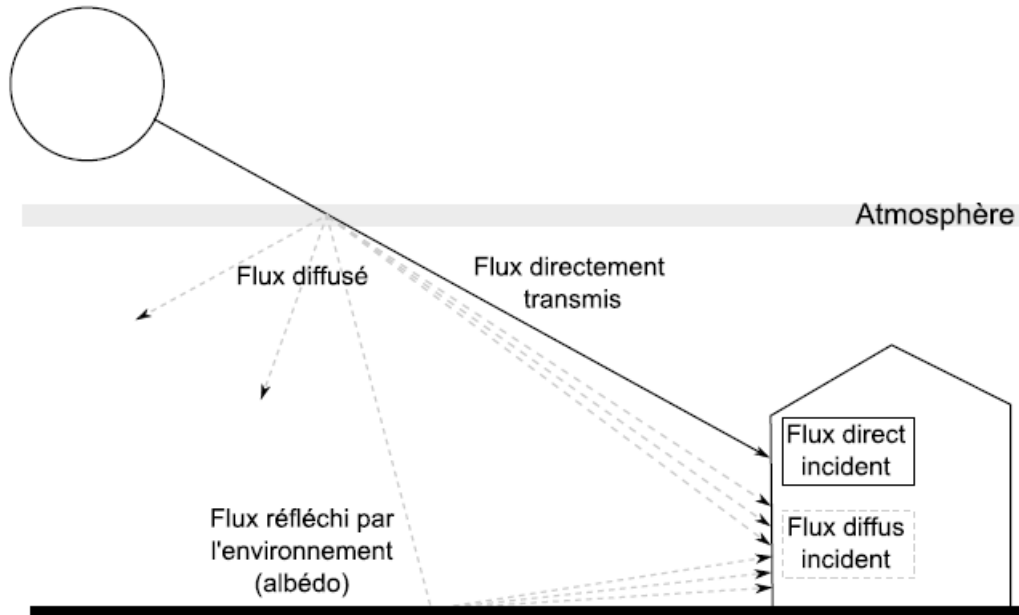 Atmosphère
Flux diffusé
Flux directement
transmis
Flux direct
incident
Flux réfléchi par
l'environnement
(albédo)
Flux diffus
incident